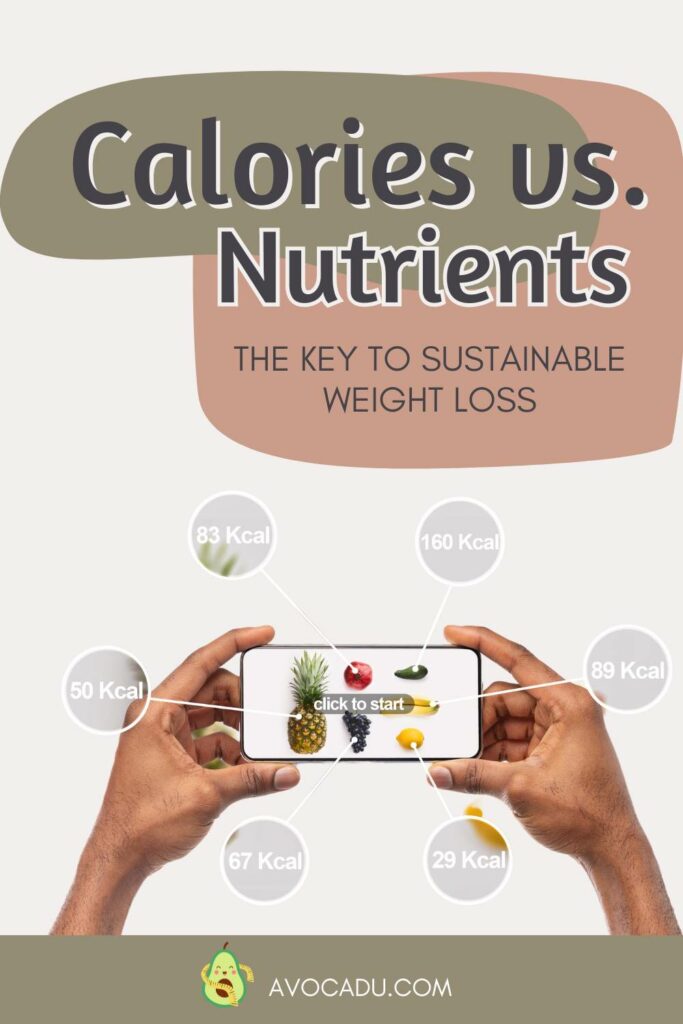 Calories vs.
Nutrients
THE KEY TO SUSTAINABLE
WEIGHT LOSS
83 Kcal
160 Kcal
50 Kcal
89 Kcal
click to start
67 Kcal
29 Kcal
AVOCADU.COM